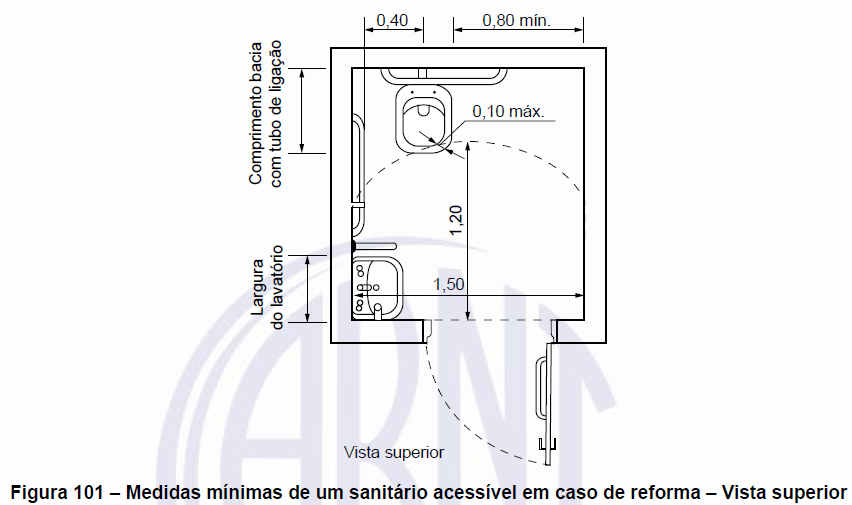 0,40
0,80 mín.
Comprimento bacia
com tubo de ligação
0,10 máx.
1,20
Largura
do lavatório
1,50
ABNT
Vista superior
Figura 101 – Medidas mínimas de um sanitário acessível em caso de reforma – Vista superior